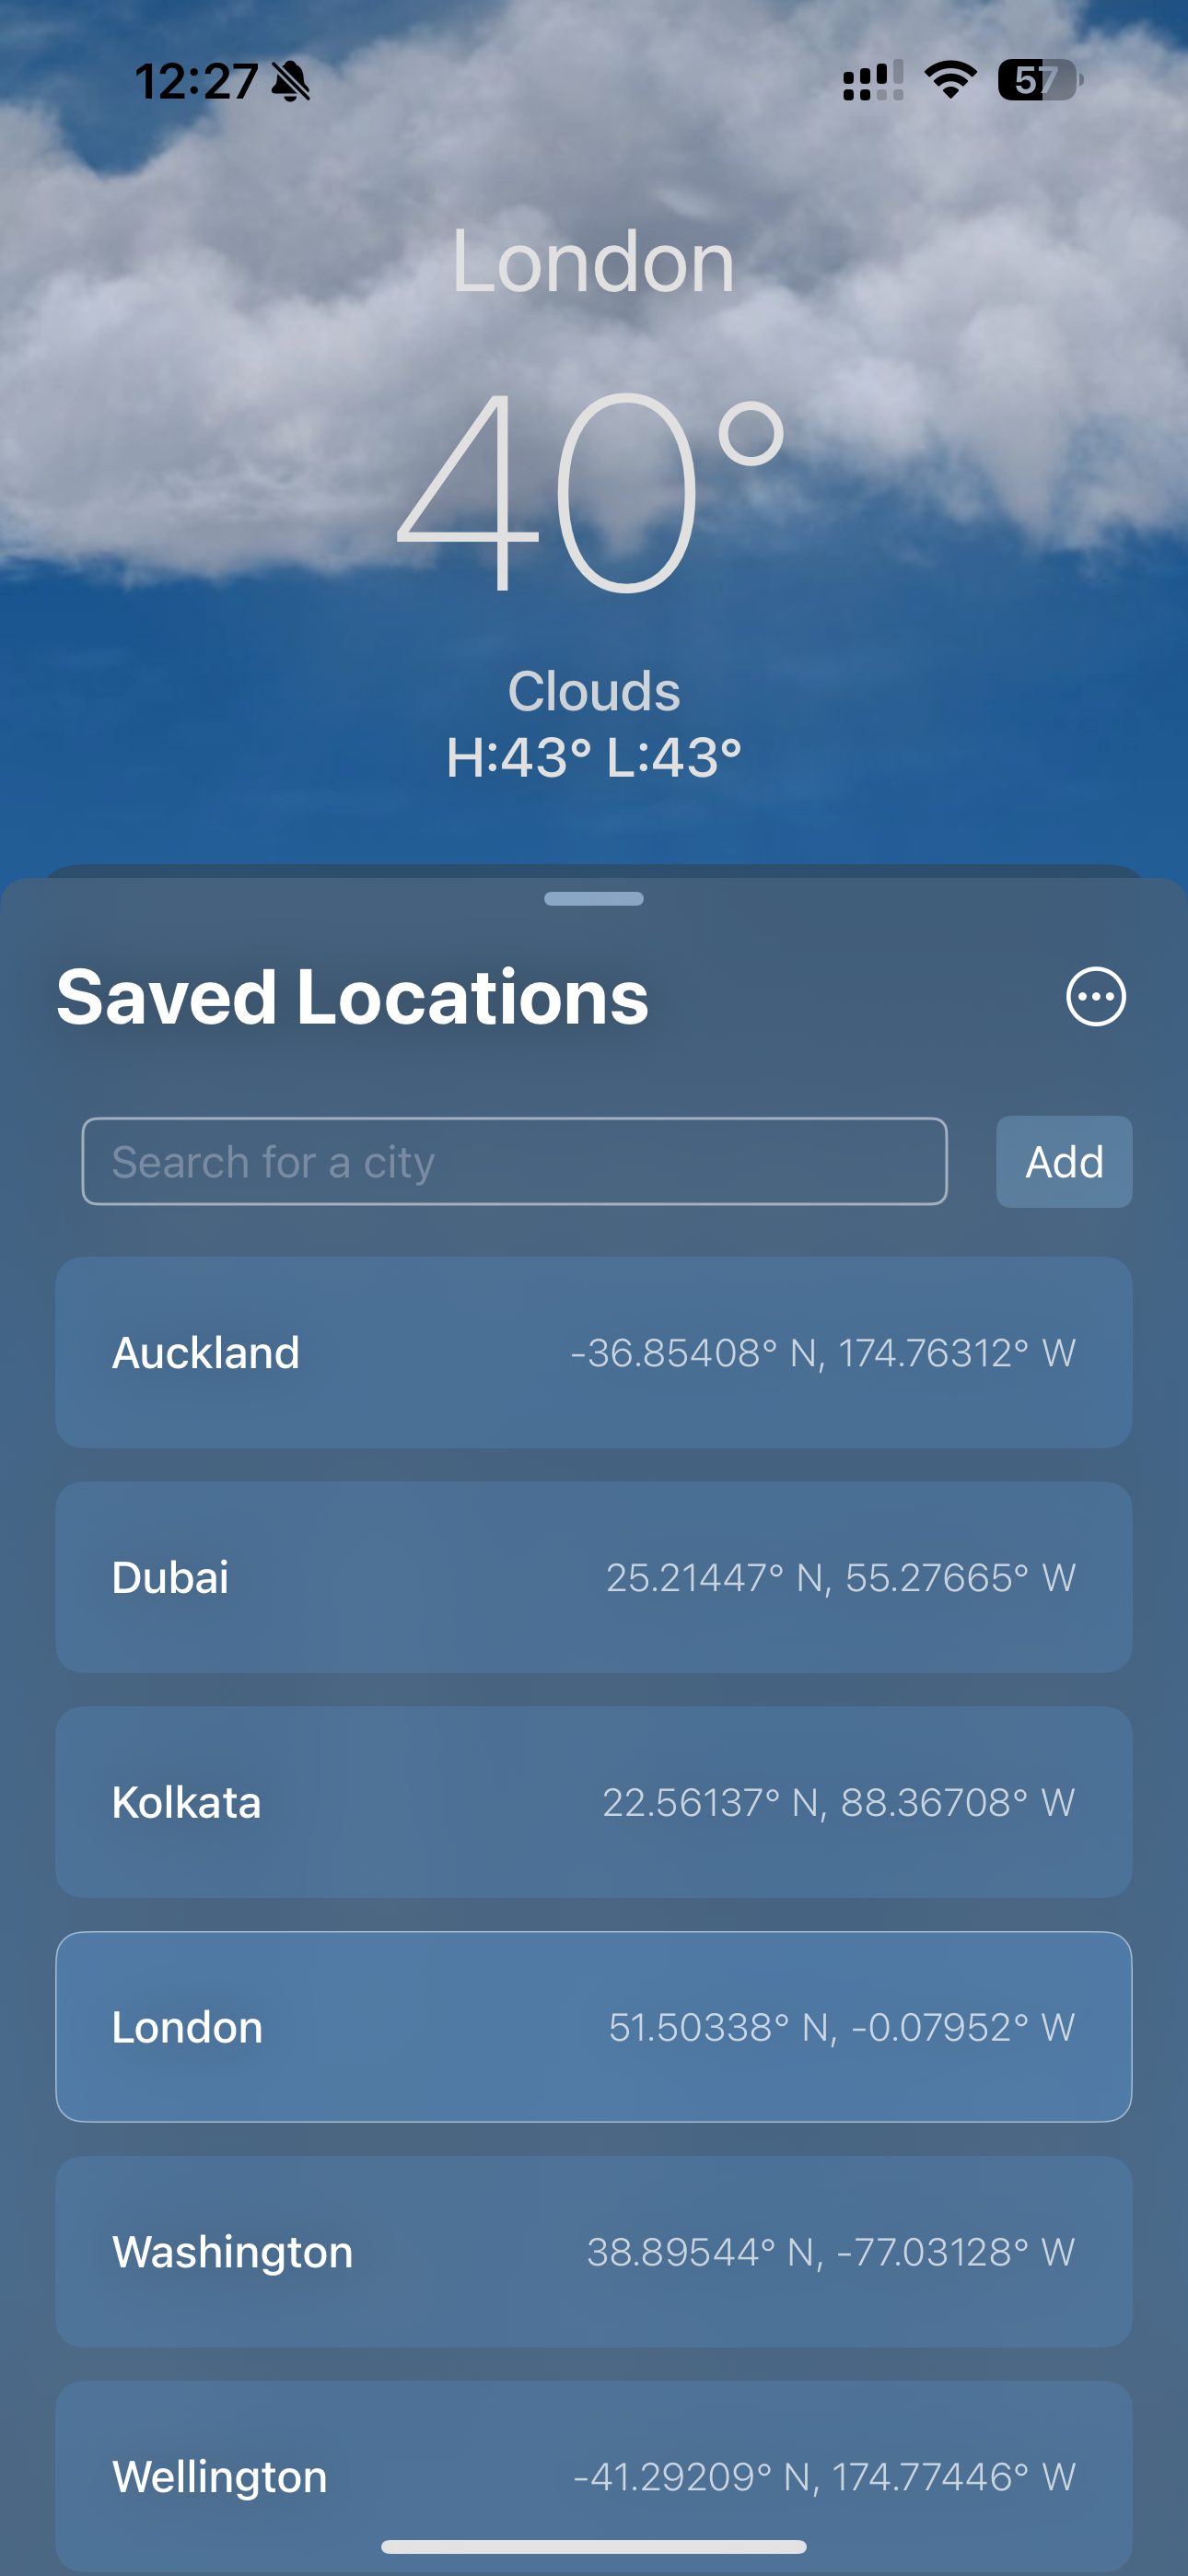 12:27
57
London
40°
Clouds
H:43° L:43°
Saved Locations
Search for a city
Add
Auckland -36.85408° N, 174.76312° W
Dubai 25.21447° N, 55.27665° W
Kolkata 22.56137° N, 88.36708° W
London 51.50338° N, -0.07952° W
Washington 38.89544° N, -77.03128° W
Wellington -41.29209° N, 174.77446° W